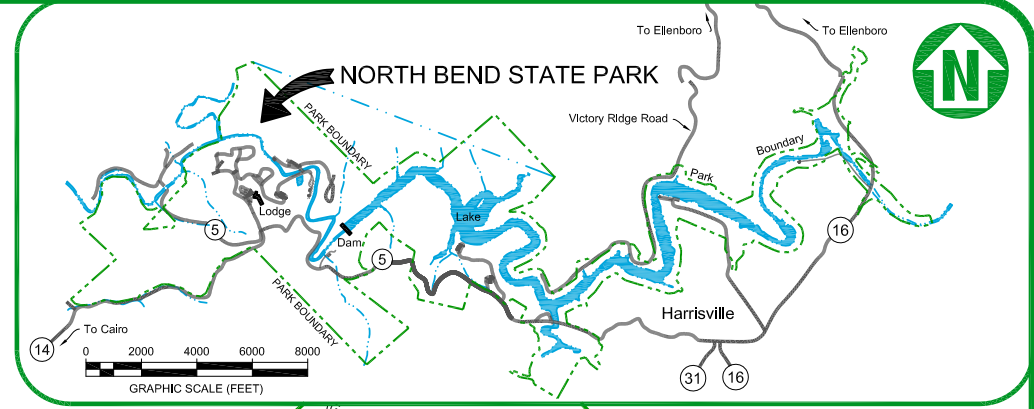 To Ellenboro
To Ellenboro
N
NORTH BEND STATE PARK
PARK BOUNDARY
VIctory RIdge Road
Boundary
Park
Lodge
Lake
5
Dam
5
16
PARK BOUNDARY
Harrisville
To Cairo
14
31
16
0 2000 4000 6000 8000
GRAPHIC SCALE (FEET)